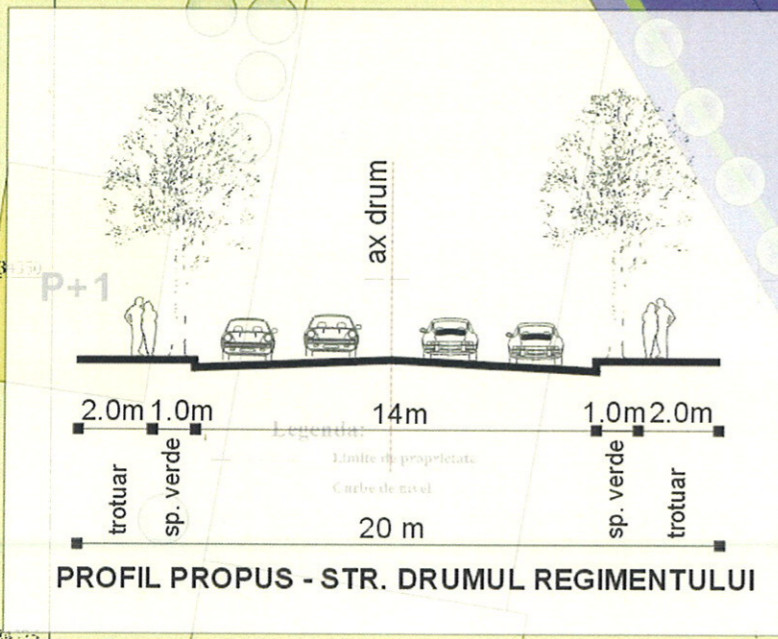 ax drum
P+1
2.0m 1.0m 14m 1.0m 2.0m
Legenda:
Limite de proprietate
Curbe de nivel
trotuar sp. verde sp. verde trotuar
20 m
PROFIL PROPUS - STR. DRUMUL REGIMENTULUI